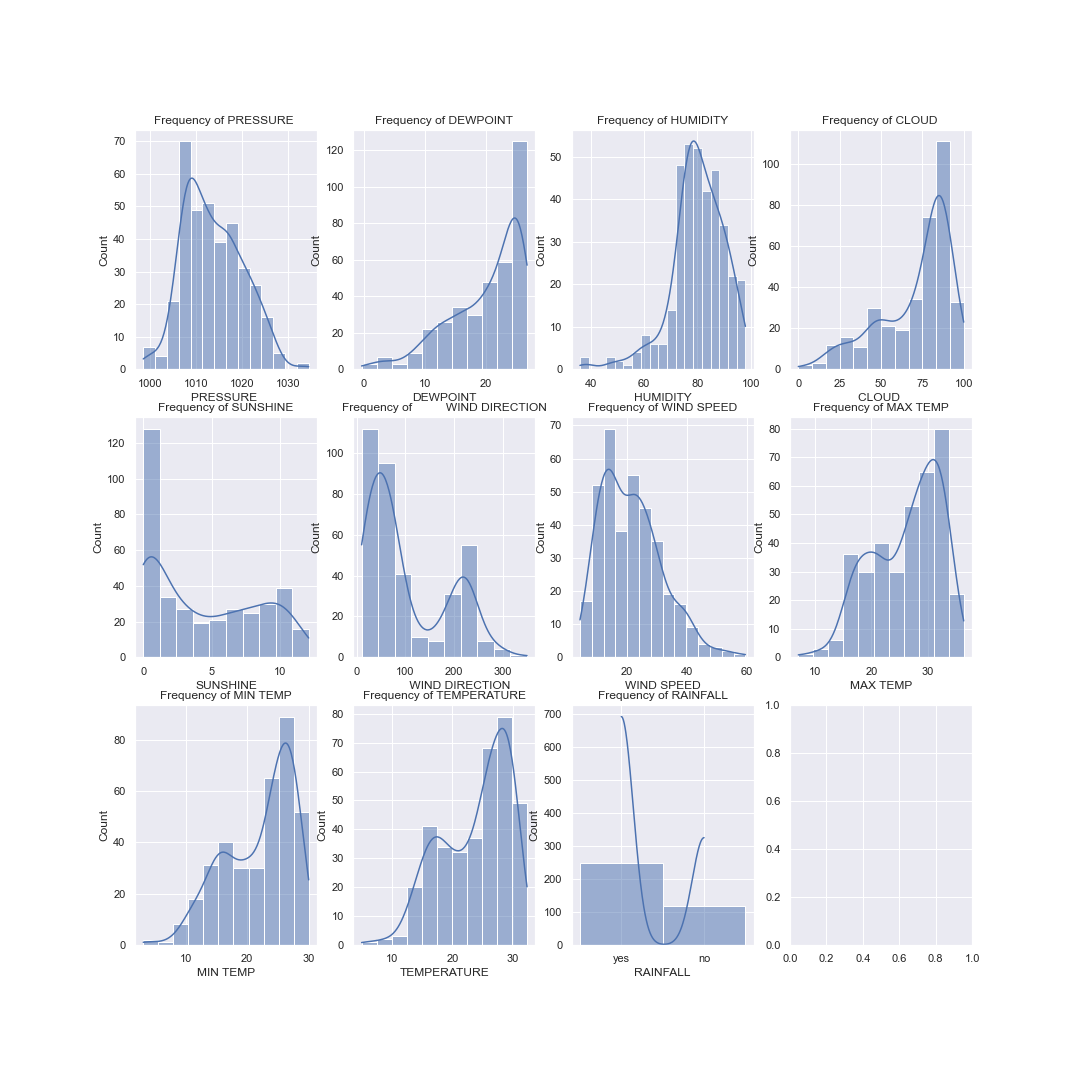 Frequency of PRESSURE
Frequency of DEWPOINT
Frequency of HUMIDITY
Frequency of CLOUD
70
60
50
40
30
20
10
0
Count
1000 1010 1020 1030
PRESSURE
120
100
80
60
40
20
0
Count
0 10 20
DEWPOINT
50
40
30
20
10
0
Count
40 60 80 100
HUMIDITY
100
80
60
40
20
0
Count
0 25 50 75 100
CLOUD
Frequency of SUNSHINE
Frequency of WIND DIRECTION
Frequency of WIND SPEED
Frequency of MAX TEMP
120
100
80
60
40
20
0
Count
0 5 10
SUNSHINE
100
80
60
40
20
0
Count
0 100 200 300
WIND DIRECTION
70
60
50
40
30
20
10
0
Count
20 40 60
WIND SPEED
80
70
60
50
40
30
20
10
0
Count
10 20 30
MAX TEMP
Frequency of MIN TEMP
Frequency of TEMPERATURE
Frequency of RAINFALL
80
60
40
20
0
Count
10 20 30
MIN TEMP
80
70
60
50
40
30
20
10
0
Count
10 20 30
TEMPERATURE
700
600
500
400
300
200
100
0
Count
yes no
RAINFALL
1.0
0.8
0.6
0.4
0.2
0.0
0.0 0.2 0.4 0.6 0.8 1.0